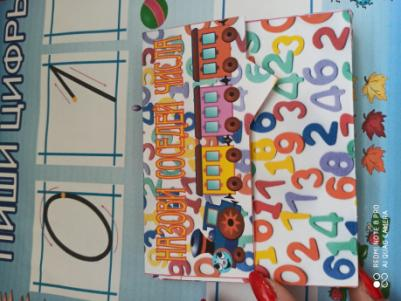 ПИШИ ЦИФРЫ
НАЗОВИ СОСЕДЕЙ ЧИСЛА
REDMI NOTE 8 PRO
AI QUAD CAMERA